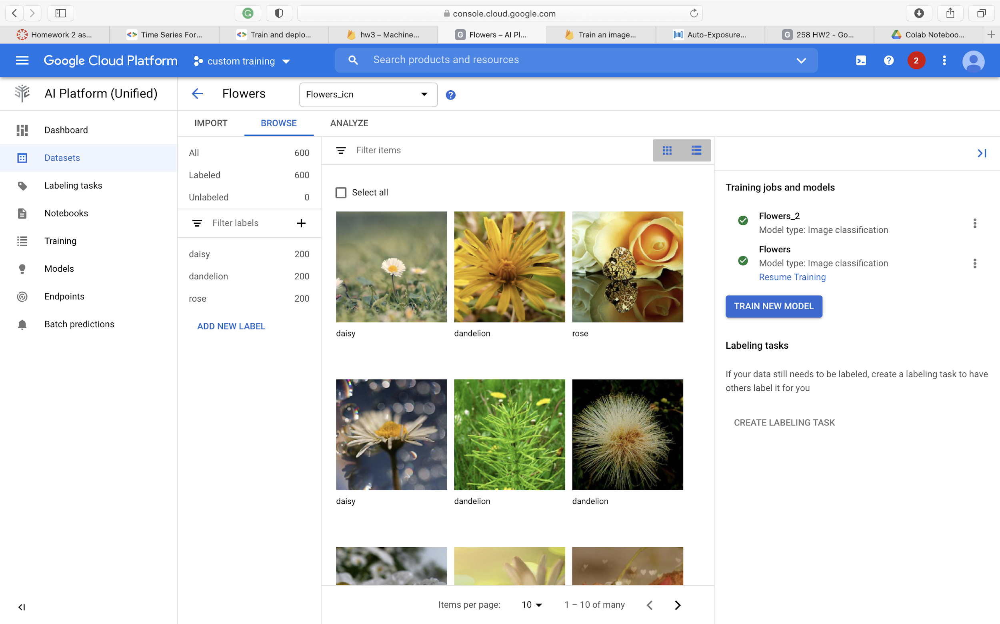 console.cloud.google.com
Homework 2 as...
Time Series For...
Train and deplo...
hw3 – Machine...
G Flowers – AI Pl...
Train an image...
Auto-Exposure...
G 258 HW2 - Go...
Colab Noteboo...
Google Cloud Platform
custom training
Search products and resources
2
AI Platform (Unified)
Flowers
Flowers_icn
IMPORT
BROWSE
ANALYZE
Dashboard
Datasets
Labeling tasks
Notebooks
Training
Models
Endpoints
Batch predictions
All 600
Labeled 600
Unlabeled 0
Filter labels
daisy 200
dandelion 200
rose 200
ADD NEW LABEL
Filter items
Select all
daisy
dandelion
rose
daisy
dandelion
dandelion
Items per page: 10 1 – 10 of many
Training jobs and models
Flowers_2
Model type: Image classification
Flowers
Model type: Image classification
Resume Training
TRAIN NEW MODEL
Labeling tasks
If your data still needs to be labeled, create a labeling task to have
others label it for you
CREATE LABELING TASK